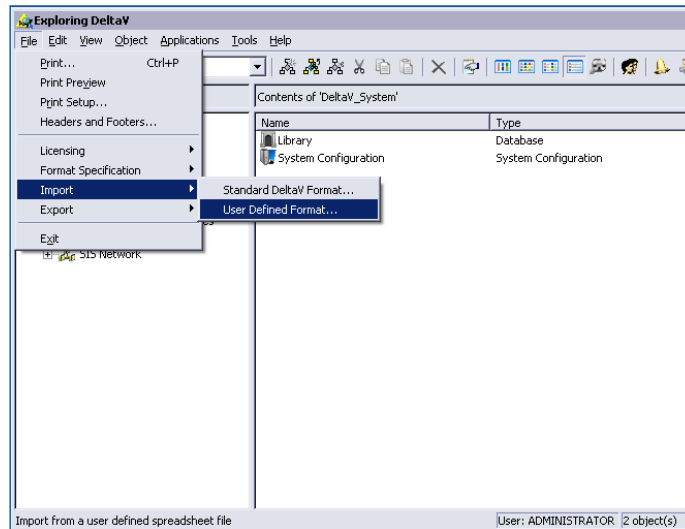 Exploring DeltaV
File Edit View Object Applications Tools Help
Print... Ctrl+P
Print Preview
Print Setup...
Headers and Footers...
Licensing
Format Specification
Import
Export
Exit
Standard DeltaV Format...
User Defined Format...
SIS Network
Contents of 'DeltaV_System'
Name Type
Library Database
System Configuration System Configuration
Import from a user defined spreadsheet file
User: ADMINISTRATOR 2 object(s)